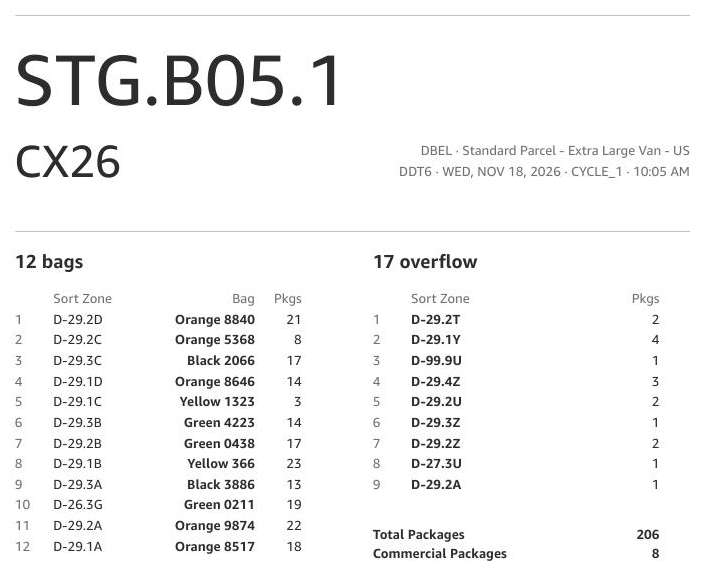 STG.B05.1
CX26
DBEL · Standard Parcel - Extra Large Van - US
DDT6 · WED, NOV 18, 2026 · CYCLE_1 · 10:05 AM
12 bags
Sort Zone Bag Pkgs
1 D-29.2D Orange 8840 21
2 D-29.2C Orange 5368 8
3 D-29.3C Black 2066 17
4 D-29.1D Orange 8646 14
5 D-29.1C Yellow 1323 3
6 D-29.3B Green 4223 14
7 D-29.2B Green 0438 17
8 D-29.1B Yellow 366 23
9 D-29.3A Black 3886 13
10 D-26.3G Green 0211 19
11 D-29.2A Orange 9874 22
12 D-29.1A Orange 8517 18
17 overflow
Sort Zone Pkgs
1 D-29.2T 2
2 D-29.1Y 4
3 D-99.9U 1
4 D-29.4Z 3
5 D-29.2U 2
6 D-29.3Z 1
7 D-29.2Z 2
8 D-27.3U 1
9 D-29.2A 1
Total Packages 206
Commercial Packages 8